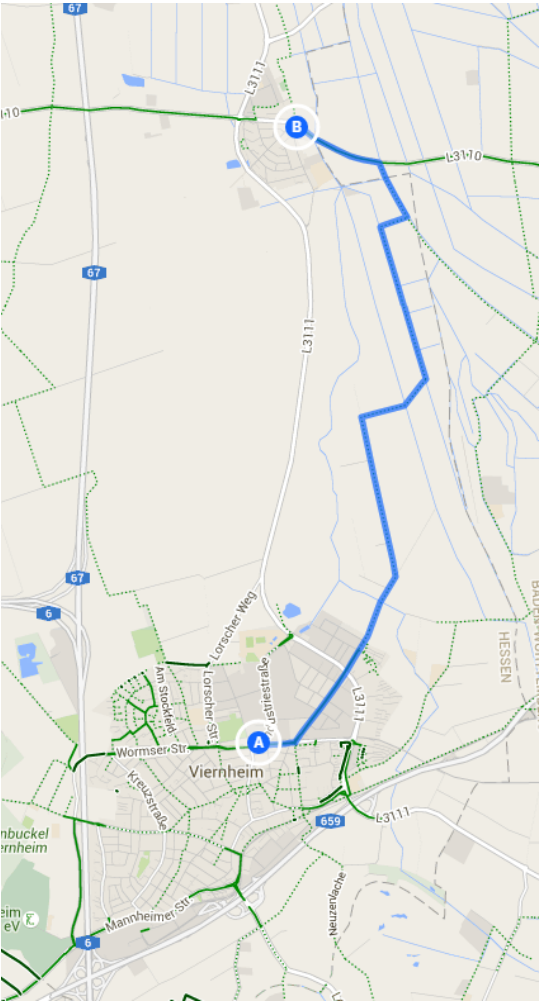 67
L3111
B
L3110
67
L3111
67
6
Lorscher Weg
HESSEN
Am Stockfeld
Lorscher Str.
L3111
A
Wormser Str
Viernheim
Kreuzstraße
659
L3111
Neuzenlache
Mannheimer Str
6